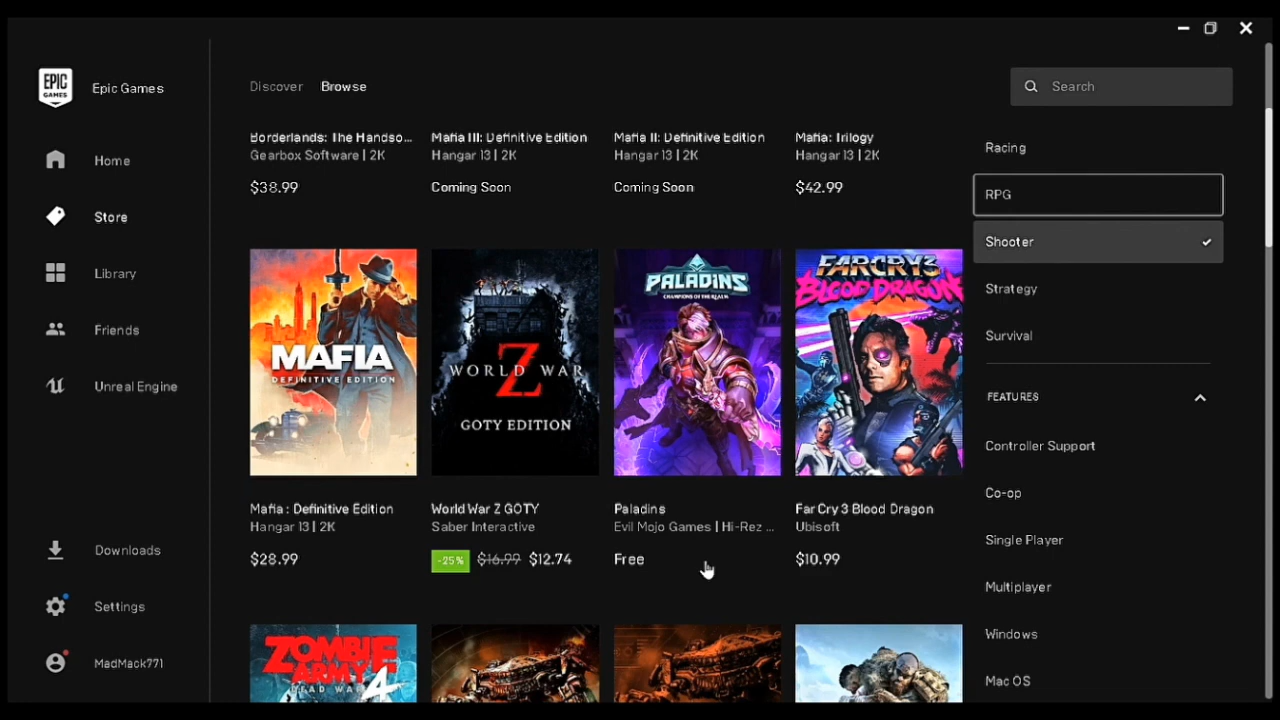 EPIC
GAMES
Epic Games
Home
Store
Library
Friends
Unreal Engine
Downloads
Settings
MadMack771
Discover
Browse
Search
Borderlands: The Handso...
Gearbox Software | 2K
$38.99
Mafia III: Definitive Edition
Hangar 13 | 2K
Coming Soon
Mafia II: Definitive Edition
Hangar 13 | 2K
Coming Soon
Mafia: Trilogy
Hangar 13 | 2K
$42.99
MAFIA
DEFINITIVE EDITION
Mafia : Definitive Edition
Hangar 13 | 2K
$28.99
WORLD WAR
Z
GOTY EDITION
World War Z GOTY
Saber Interactive
-25% $16.99 $12.74
PALADINS
CHAMPIONS OF THE REALM
Paladins
Evil Mojo Games | Hi-Rez ...
Free
FARCRY3
BLOOD DRAGON
Far Cry 3 Blood Dragon
Ubisoft
$10.99
ZOMBIE
ARMY
4
DEAD WAR
Racing
RPG
Shooter
Strategy
Survival
FEATURES
Controller Support
Co-op
Single Player
Multiplayer
Windows
Mac OS